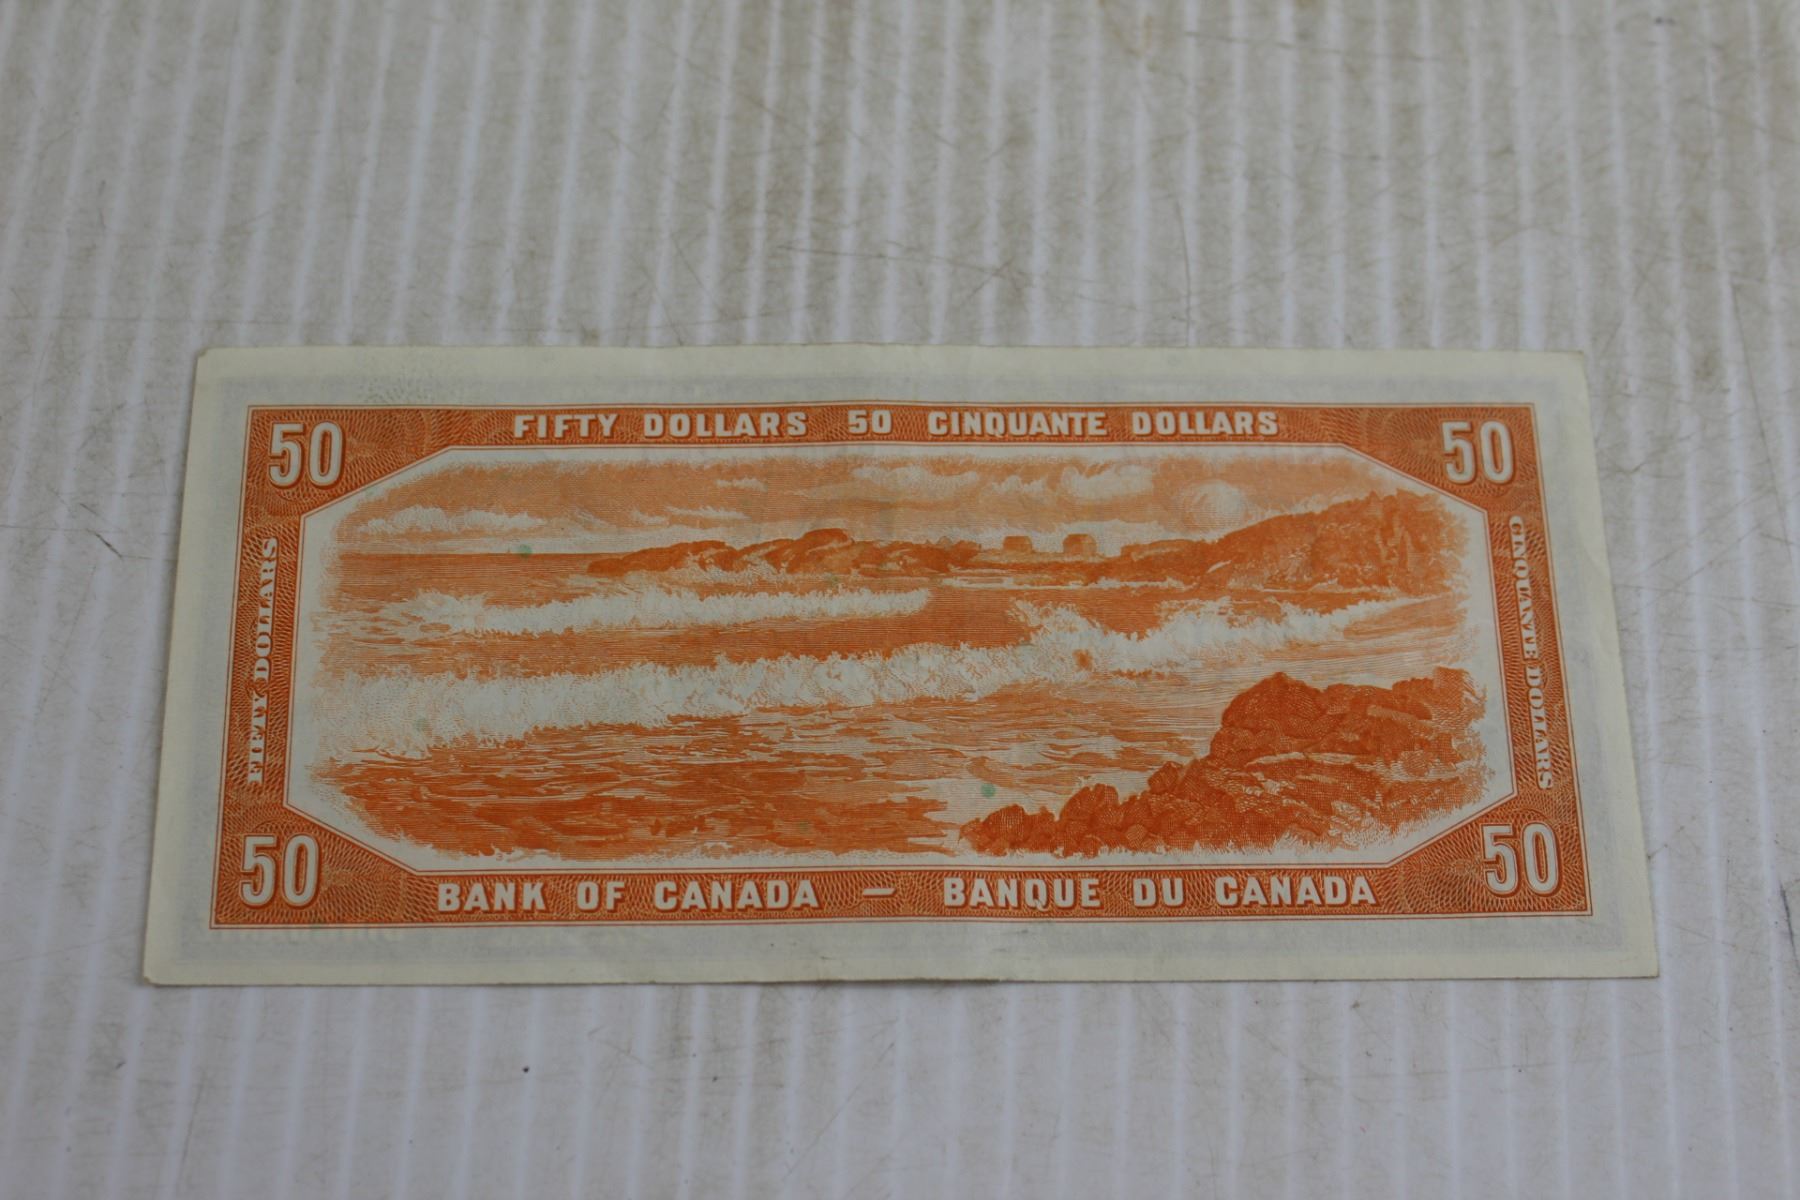 FIFTY DOLLARS 50 CINQUANTE DOLLARS
50
50
FIFTY DOLLARS
CINQUANTE DOLLARS
50
50
BANK OF CANADA — BANQUE DU CANADA